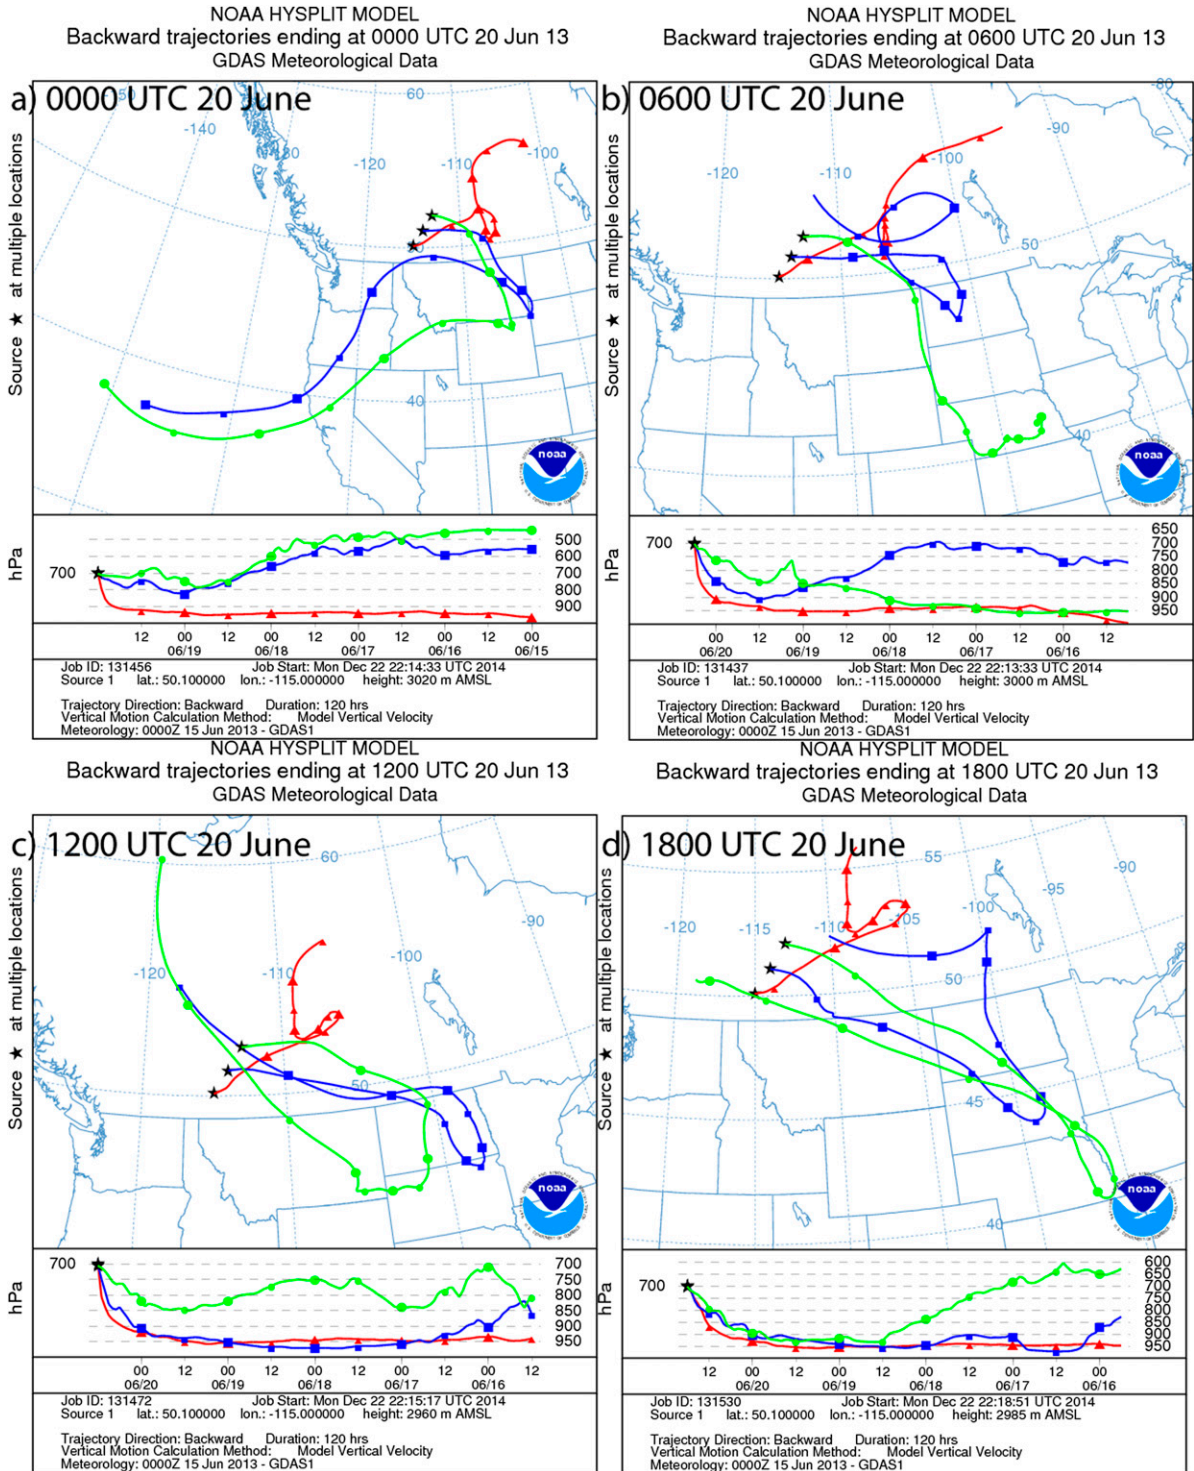 NOAA HYSPLIT MODEL
Backward trajectories ending at 0000 UTC 20 Jun 13
GDAS Meteorological Data
a) 0000 UTC 20 June
Source ★ at multiple locations
-150
-140
60
-120
-110
-100
40
noaa
hPa
700
500
600
700
800
900
12 00 12 00 12 00 12 00 12 00
06/19 06/18 06/17 06/16 06/15
Job ID: 131456 Job Start: Mon Dec 22 22:14:33 UTC 2014
Source 1 lat.: 50.100000 lon.: -115.000000 height: 3020 m AMSL
Trajectory Direction: Backward Duration: 120 hrs
Vertical Motion Calculation Method: Model Vertical Velocity
Meteorology: 0000Z 15 Jun 2013 - GDAS1
NOAA HYSPLIT MODEL
Backward trajectories ending at 0600 UTC 20 Jun 13
GDAS Meteorological Data
b) 0600 UTC 20 June
Source ★ at multiple locations
-80
-90
-100
-110
-120
50
40
noaa
700
650
700
750
800
850
900
950
00 12 00 12 00 12 00 12 00 12
06/20 06/19 06/18 06/17 06/16
Job ID: 131437 Job Start: Mon Dec 22 22:13:33 UTC 2014
Source 1 lat.: 50.100000 lon.: -115.000000 height: 3000 m AMSL
Trajectory Direction: Backward Duration: 120 hrs
Vertical Motion Calculation Method: Model Vertical Velocity
Meteorology: 0000Z 15 Jun 2013 - GDAS1
hPa
NOAA HYSPLIT MODEL
Backward trajectories ending at 1200 UTC 20 Jun 13
GDAS Meteorological Data
c) 1200 UTC 20 June
Source ★ at multiple locations
60
-90
-100
-110
-120
50
noaa
hPa
700
700
750
800
850
900
950
00 12 00 12 00 12 00 12 00 12
06/20 06/19 06/18 06/17 06/16
Job ID: 131472 Job Start: Mon Dec 22 22:15:17 UTC 2014
Source 1 lat.: 50.100000 lon.: -115.000000 height: 2960 m AMSL
Trajectory Direction: Backward Duration: 120 hrs
Vertical Motion Calculation Method: Model Vertical Velocity
Meteorology: 0000Z 15 Jun 2013 - GDAS1
NOAA HYSPLIT MODEL
Backward trajectories ending at 1800 UTC 20 Jun 13
GDAS Meteorological Data
d) 1800 UTC 20 June
Source ★ at multiple locations
55
-90
-95
-100
-105
-110
-115
-120
50
45
40
noaa
hPa
700
600
650
700
750
800
850
900
950
12 00 12 00 12 00 12 00 12 00
06/20 06/19 06/18 06/17 06/16
Job ID: 131530 Job Start: Mon Dec 22 22:18:51 UTC 2014
Source 1 lat.: 50.100000 lon.: -115.000000 height: 2985 m AMSL
Trajectory Direction: Backward Duration: 120 hrs
Vertical Motion Calculation Method: Model Vertical Velocity
Meteorology: 0000Z 15 Jun 2013 - GDAS1